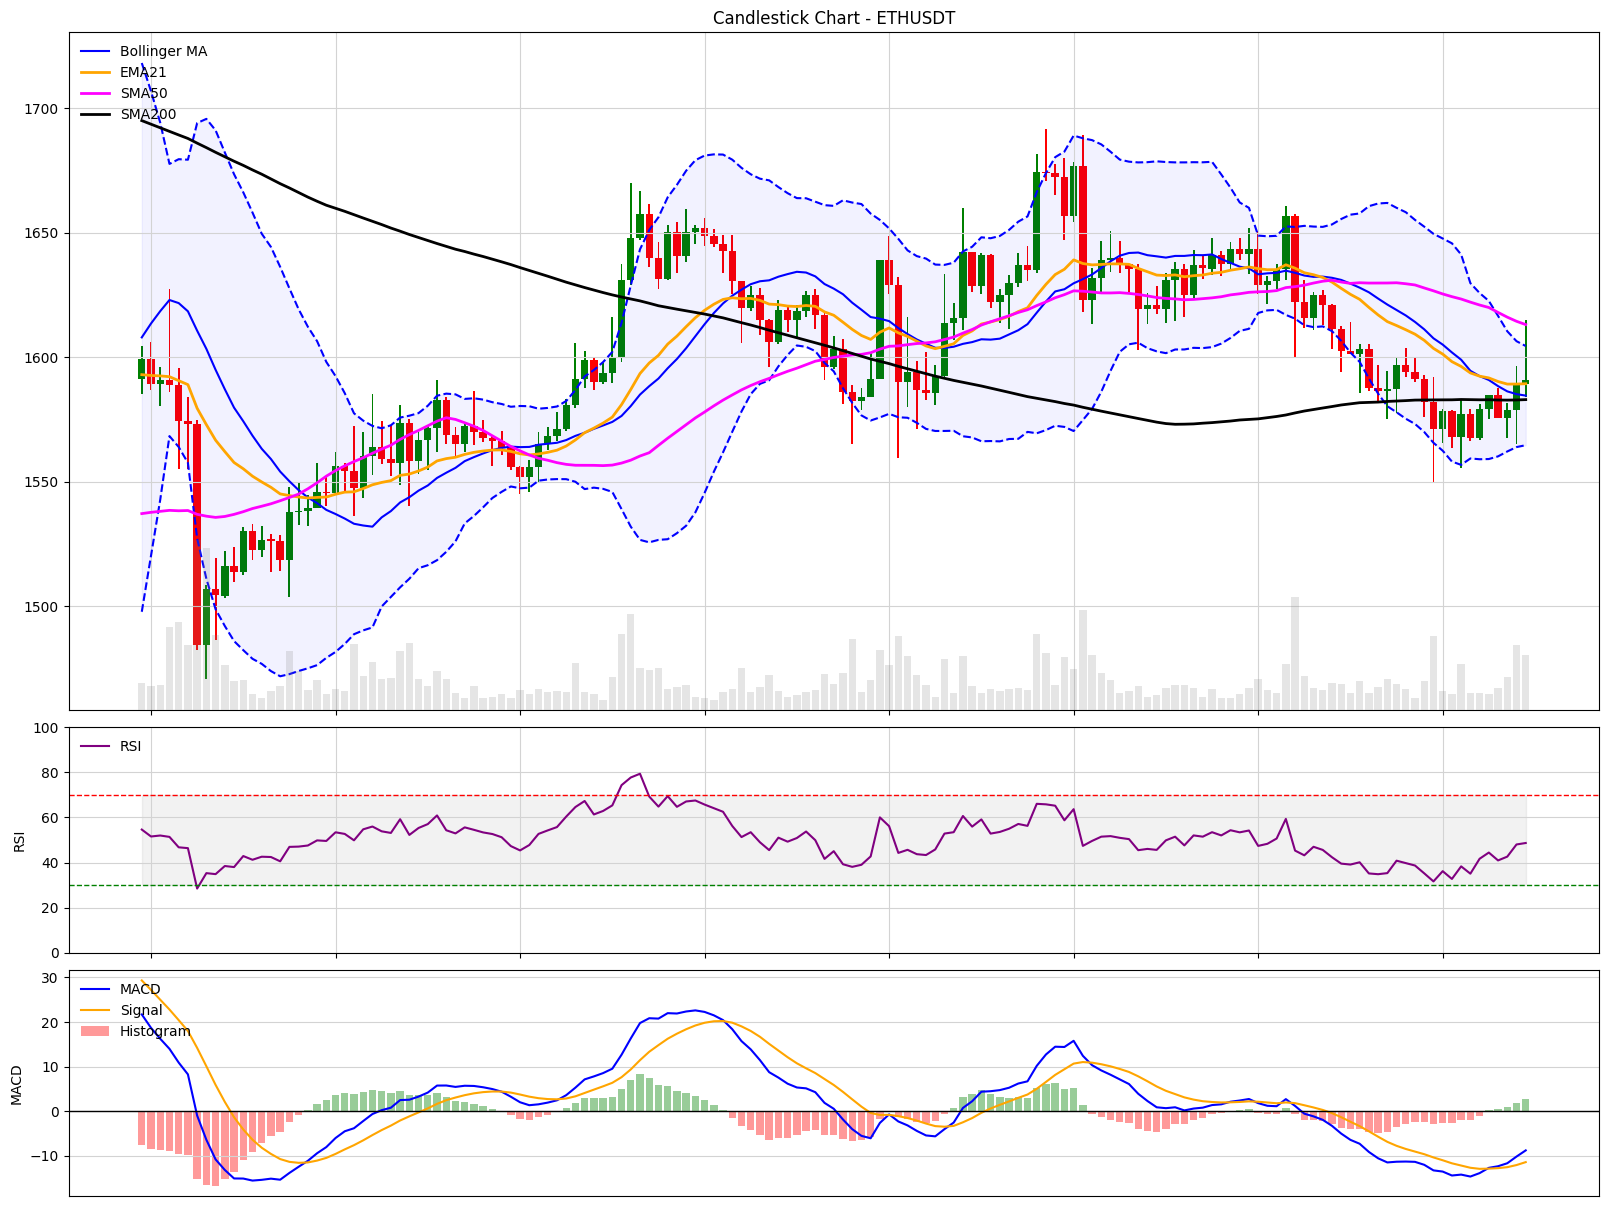 Candlestick Chart - ETHUSDT
Bollinger MA
EMA21
SMA50
SMA200
1700
1650
1600
1550
1500
RSI
100
80
60
40
20
0
RSI
MACD
Signal
Histogram
30
20
10
0
−10
MACD